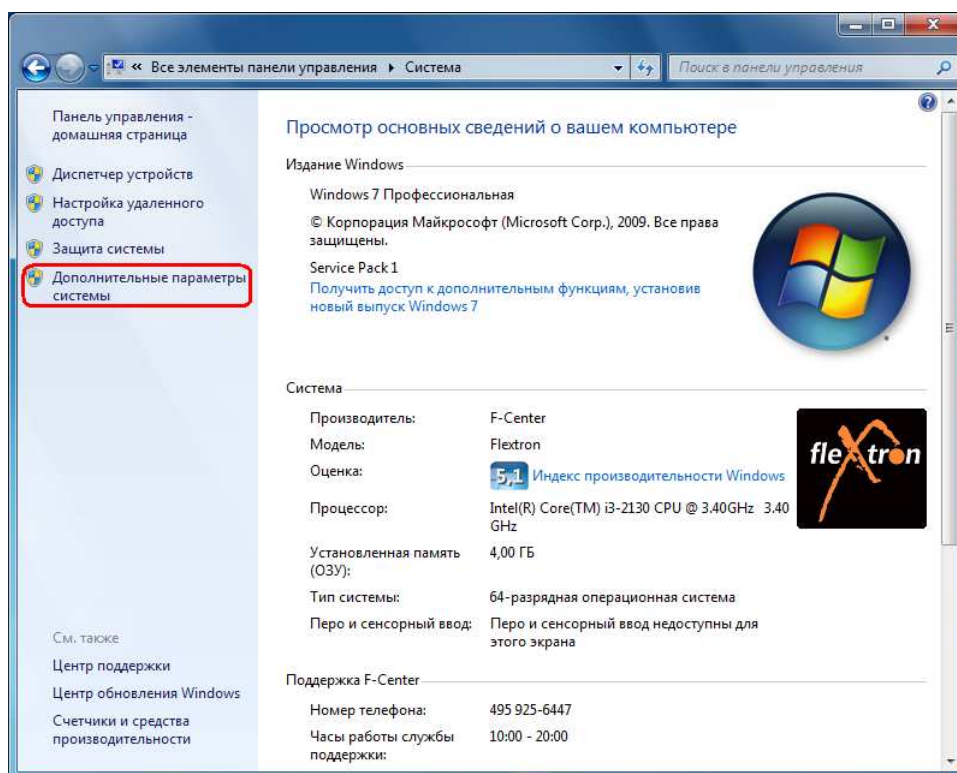 « Все элементы панели управления ▸ Система
Поиск в панели управления
Панель управления -
домашняя страница
Диспетчер устройств
Настройка удаленного
доступа
Защита системы
Дополнительные параметры
системы
См. также
Центр поддержки
Центр обновления Windows
Счетчики и средства
производительности
Просмотр основных сведений о вашем компьютере
Издание Windows
Windows 7 Профессиональная
© Корпорация Майкрософт (Microsoft Corp.), 2009. Все права
защищены.
Service Pack 1
Получить доступ к дополнительным функциям, установив
новый выпуск Windows 7
Система
Производитель: F-Center
Модель: Flextron
Оценка: 5,1 Индекс производительности Windows
Процессор: Intel(R) Core(TM) i3-2130 CPU @ 3.40GHz 3.40
GHz
Установленная память 4,00 ГБ
(ОЗУ):
Тип системы: 64-разрядная операционная система
Перо и сенсорный ввод: Перо и сенсорный ввод недоступны для
этого экрана
fleXtron
Поддержка F-Center
Номер телефона: 495 925-6447
Часы работы службы 10:00 - 20:00
поддержки: